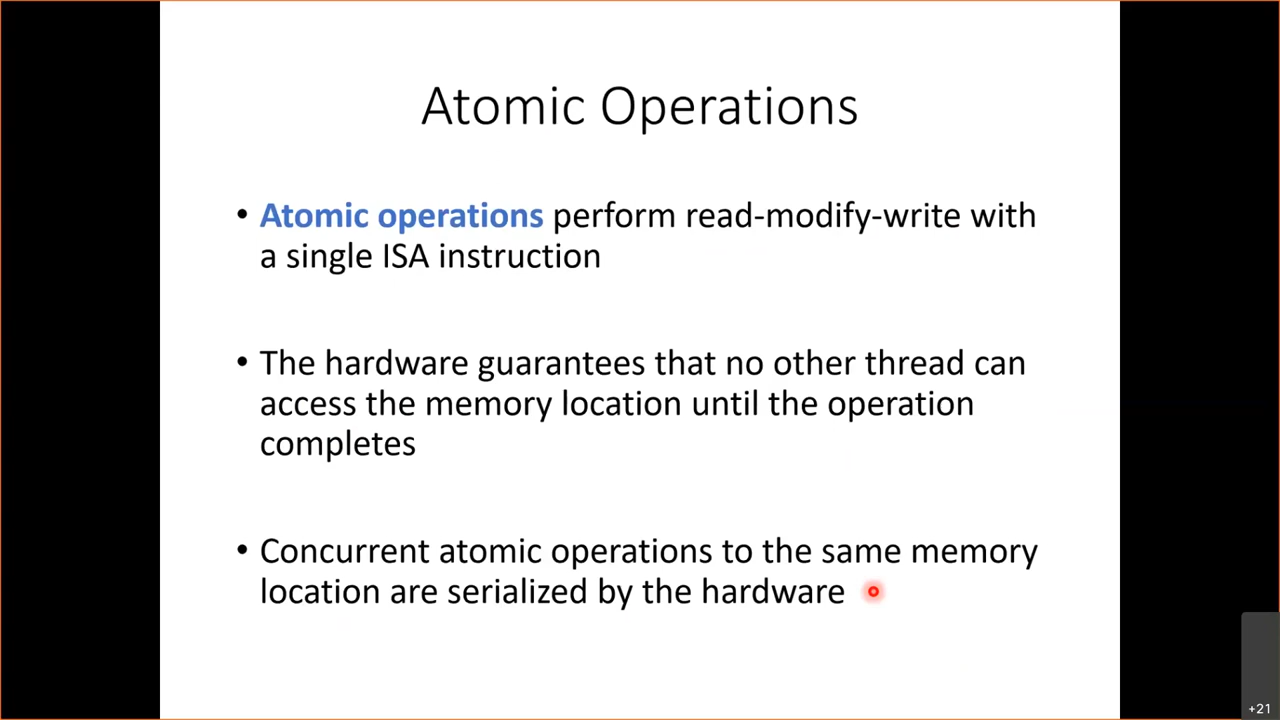 Atomic Operations
• Atomic operations perform read-modify-write with
a single ISA instruction
• The hardware guarantees that no other thread can
access the memory location until the operation
completes
• Concurrent atomic operations to the same memory
location are serialized by the hardware
+21